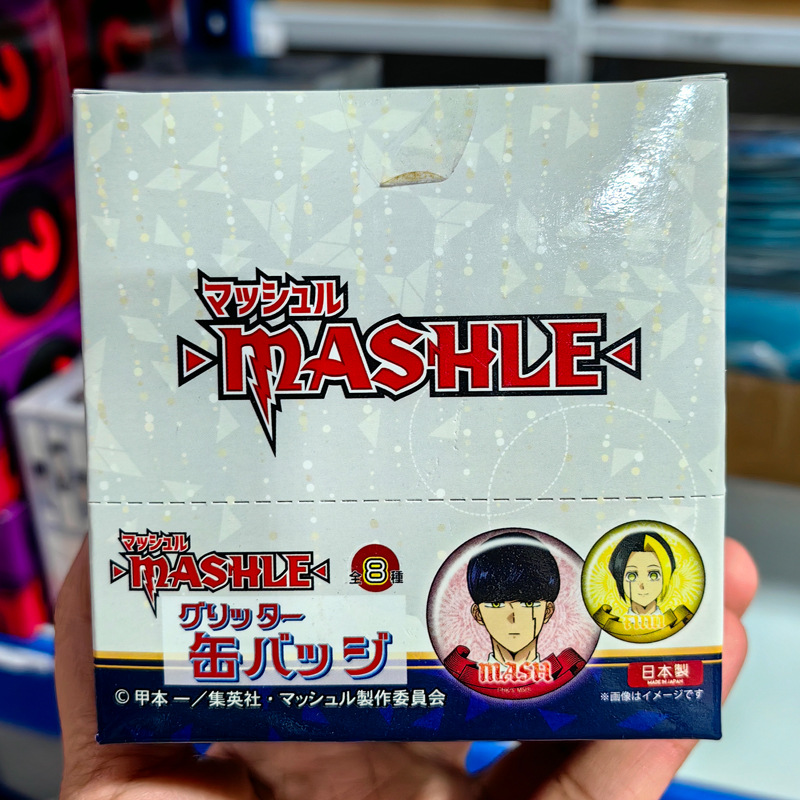 マッシュル
MASHLE
マッシュル
MASHLE
全8種
グリッター
缶バッジ
MASH
FINN
日本製
MADE IN JAPAN
© 甲本 一／集英社・マッシュル製作委員会
※画像はイメージです